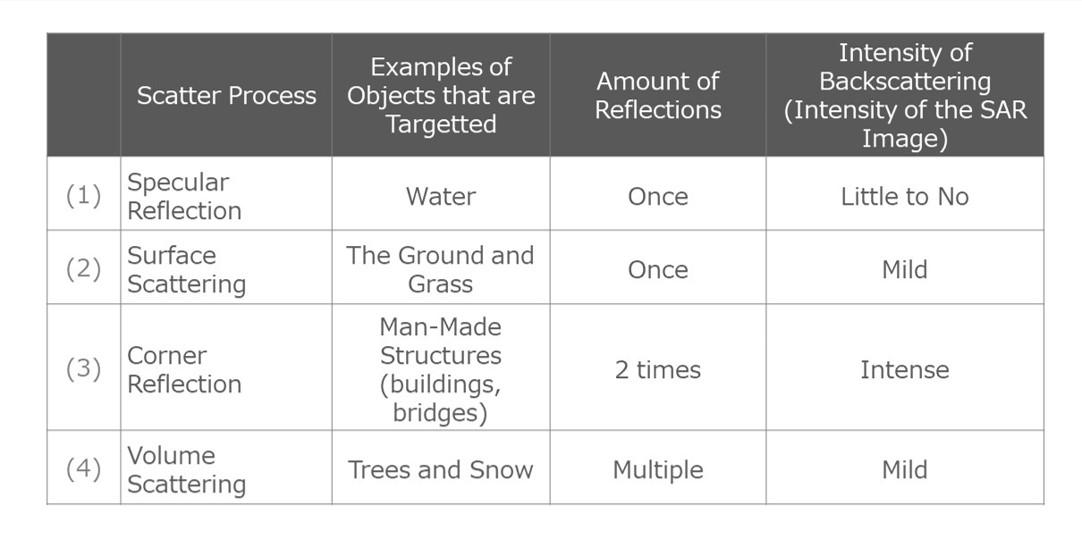 Scatter Process
Examples of
Objects that are
Targetted
Amount of
Reflections
Intensity of
Backscattering
(Intensity of the SAR
Image)
(1)
Specular
Reflection
Water
Once
Little to No
(2)
Surface
Scattering
The Ground and
Grass
Once
Mild
(3)
Corner
Reflection
Man-Made
Structures
(buildings,
bridges)
2 times
Intense
(4)
Volume
Scattering
Trees and Snow
Multiple
Mild